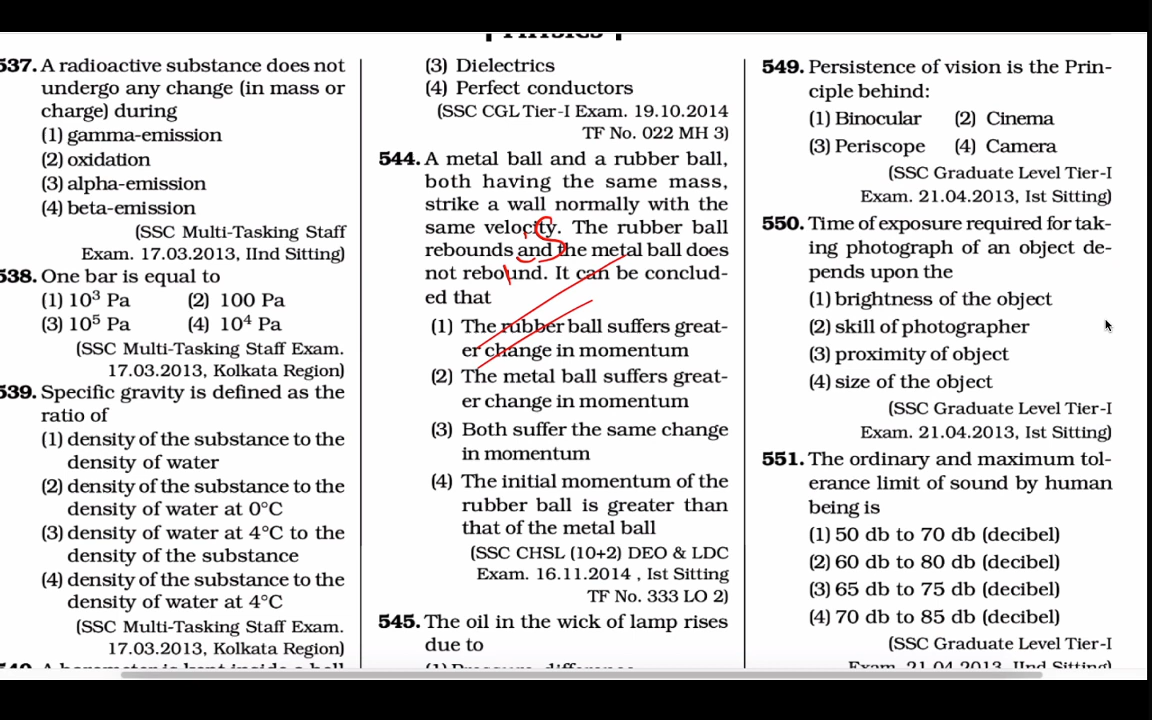 PHYSICS
537. A radioactive substance does not
undergo any change (in mass or
charge) during
(1) gamma-emission
(2) oxidation
(3) alpha-emission
(4) beta-emission
(SSC Multi-Tasking Staff
Exam. 17.03.2013, IInd Sitting)
538. One bar is equal to
(1) 10³ Pa (2) 100 Pa
(3) 10⁵ Pa (4) 10⁴ Pa
(SSC Multi-Tasking Staff Exam.
17.03.2013, Kolkata Region)
539. Specific gravity is defined as the
ratio of
(1) density of the substance to the
density of water
(2) density of the substance to the
density of water at 0°C
(3) density of water at 4°C to the
density of the substance
(4) density of the substance to the
density of water at 4°C
(SSC Multi-Tasking Staff Exam.
17.03.2013, Kolkata Region)
(3) Dielectrics
(4) Perfect conductors
(SSC CGL Tier-I Exam. 19.10.2014
TF No. 022 MH 3)
544. A metal ball and a rubber ball,
both having the same mass,
strike a wall normally with the
same velocity. The rubber ball
rebounds and the metal ball does
not rebound. It can be conclud-
ed that
(1) The rubber ball suffers great-
er change in momentum
(2) The metal ball suffers great-
er change in momentum
(3) Both suffer the same change
in momentum
(4) The initial momentum of the
rubber ball is greater than
that of the metal ball
(SSC CHSL (10+2) DEO & LDC
Exam. 16.11.2014 , Ist Sitting
TF No. 333 LO 2)
545. The oil in the wick of lamp rises
due to
(1) Pressure difference
549. Persistence of vision is the Prin-
ciple behind:
(1) Binocular (2) Cinema
(3) Periscope (4) Camera
(SSC Graduate Level Tier-I
Exam. 21.04.2013, Ist Sitting)
550. Time of exposure required for tak-
ing photograph of an object de-
pends upon the
(1) brightness of the object
(2) skill of photographer
(3) proximity of object
(4) size of the object
(SSC Graduate Level Tier-I
Exam. 21.04.2013, Ist Sitting)
551. The ordinary and maximum tol-
erance limit of sound by human
being is
(1) 50 db to 70 db (decibel)
(2) 60 db to 80 db (decibel)
(3) 65 db to 75 db (decibel)
(4) 70 db to 85 db (decibel)
(SSC Graduate Level Tier-I
Exam. 21.04.2013, IInd Sitting)